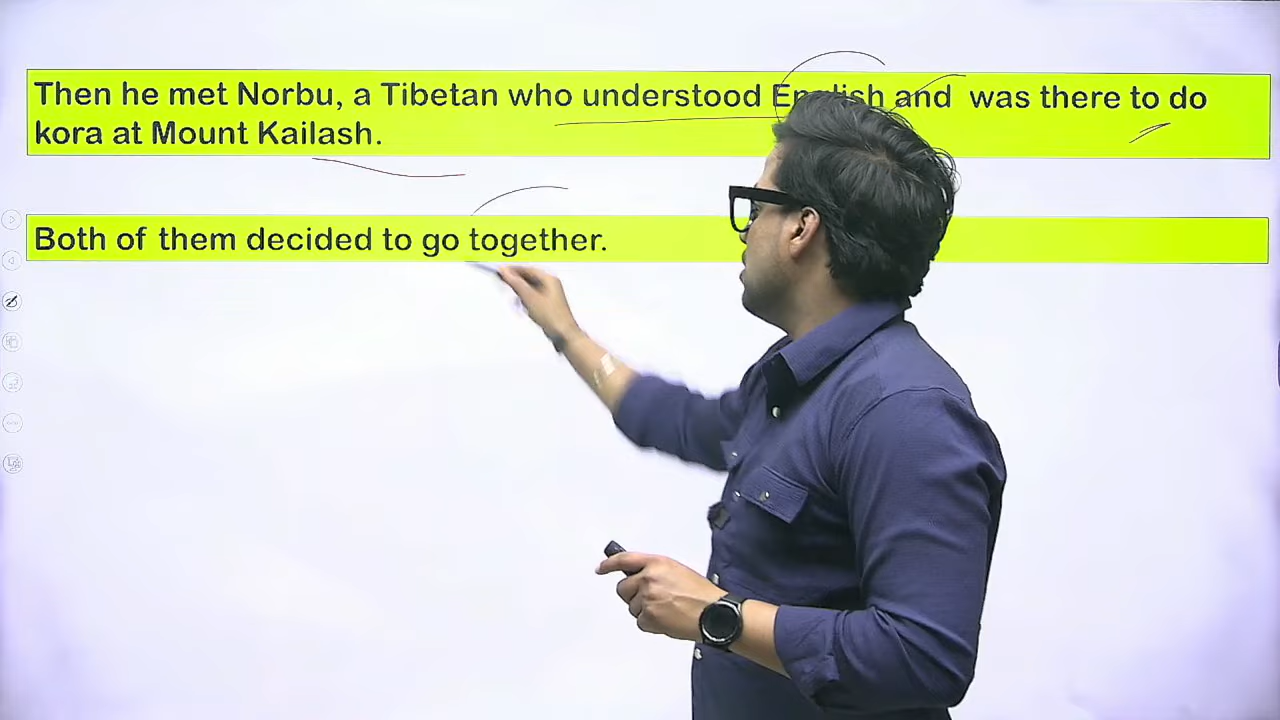 Then he met Norbu, a Tibetan who understood English and was there to do
kora at Mount Kailash.
Both of them decided to go together.